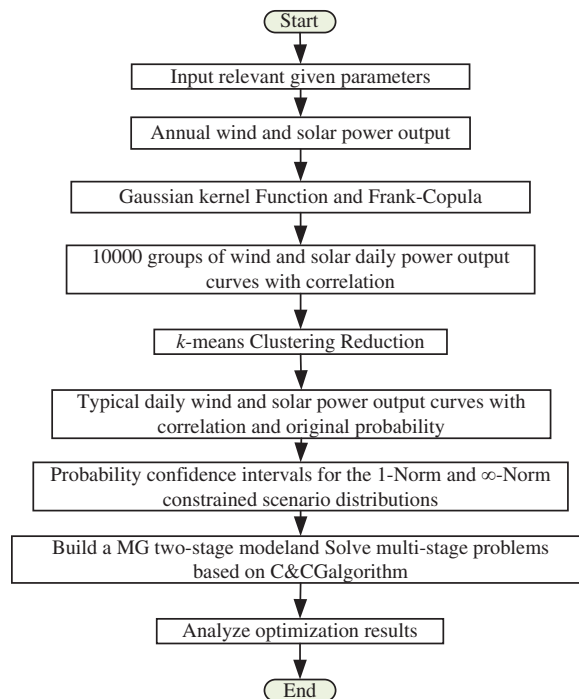 Start
Input relevant given parameters
Annual wind and solar power output
Gaussian kernel Function and Frank-Copula
10000 groups of wind and solar daily power output
curves with correlation
k-means Clustering Reduction
Typical daily wind and solar power output curves with
correlation and original probability
Probability confidence intervals for the 1-Norm and ∞-Norm
constrained scenario distributions
Build a MG two-stage modeland Solve multi-stage problems
based on C&CGalgorithm
Analyze optimization results
End